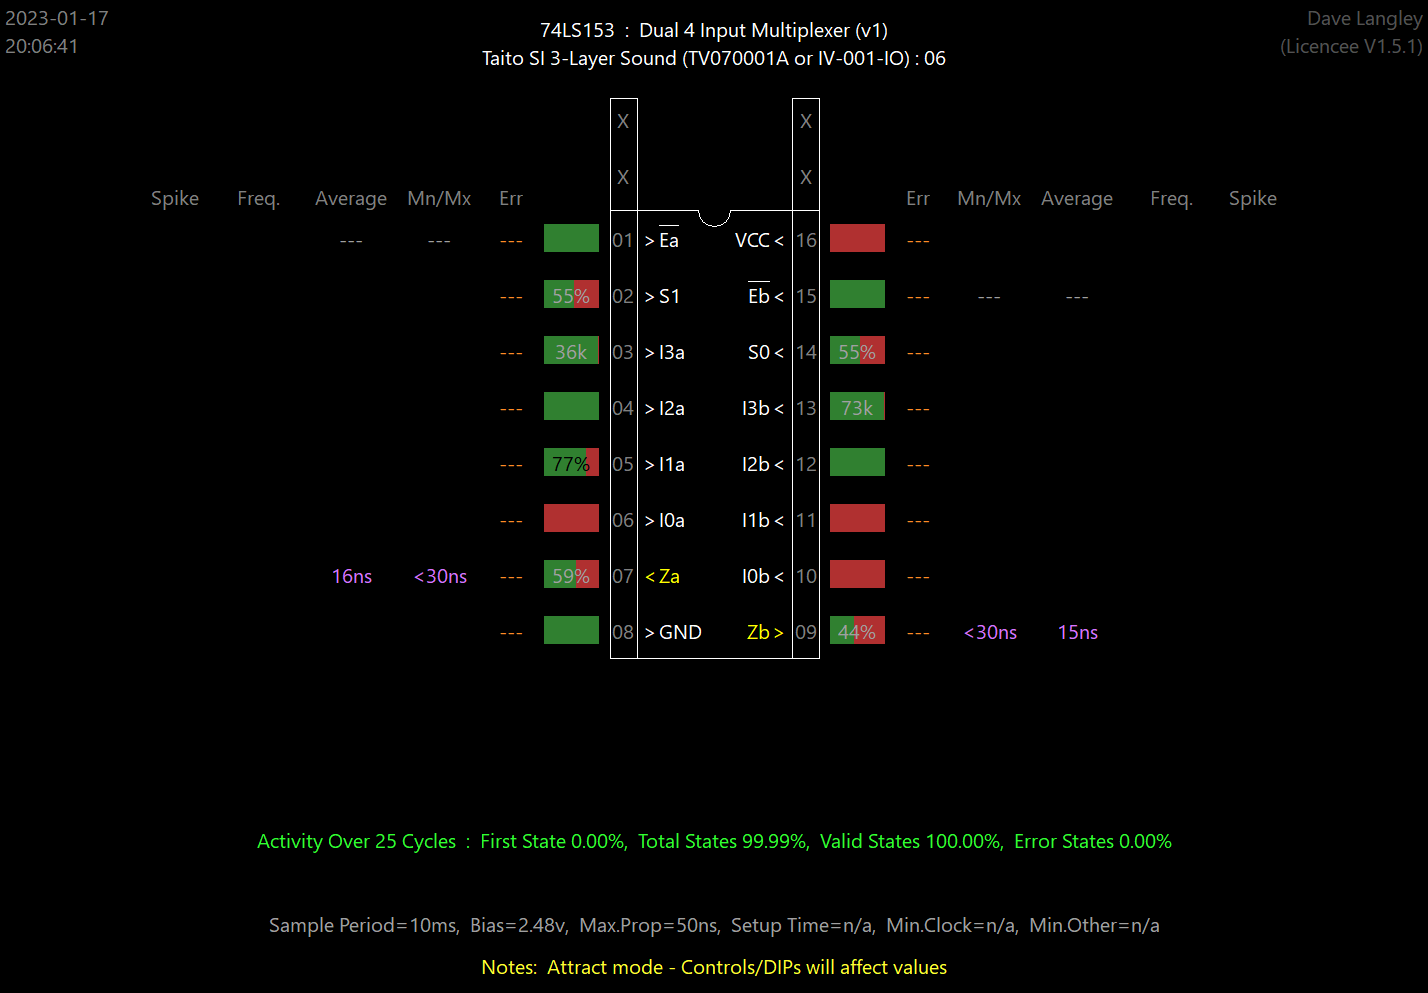 2023-01-17
20:06:41
74LS153 : Dual 4 Input Multiplexer (v1)
Taito SI 3-Layer Sound (TV070001A or IV-001-IO) : 06
Dave Langley
(Licencee V1.5.1)
X X
X X
Spike Freq. Average Mn/Mx Err Err Mn/Mx Average Freq. Spike
--- --- --- 01 > Ea VCC < 16 ---
--- 55% 02 > S1 Eb < 15 --- --- ---
--- 36k 03 > I3a S0 < 14 55% ---
--- 04 > I2a I3b < 13 73k ---
--- 77% 05 > I1a I2b < 12 ---
--- 06 > I0a I1b < 11 ---
16ns <30ns --- 59% 07 < Za I0b < 10 ---
--- 08 > GND Zb > 09 44% --- <30ns 15ns
Activity Over 25 Cycles : First State 0.00%, Total States 99.99%, Valid States 100.00%, Error States 0.00%
Sample Period=10ms, Bias=2.48v, Max.Prop=50ns, Setup Time=n/a, Min.Clock=n/a, Min.Other=n/a
Notes: Attract mode - Controls/DIPs will affect values